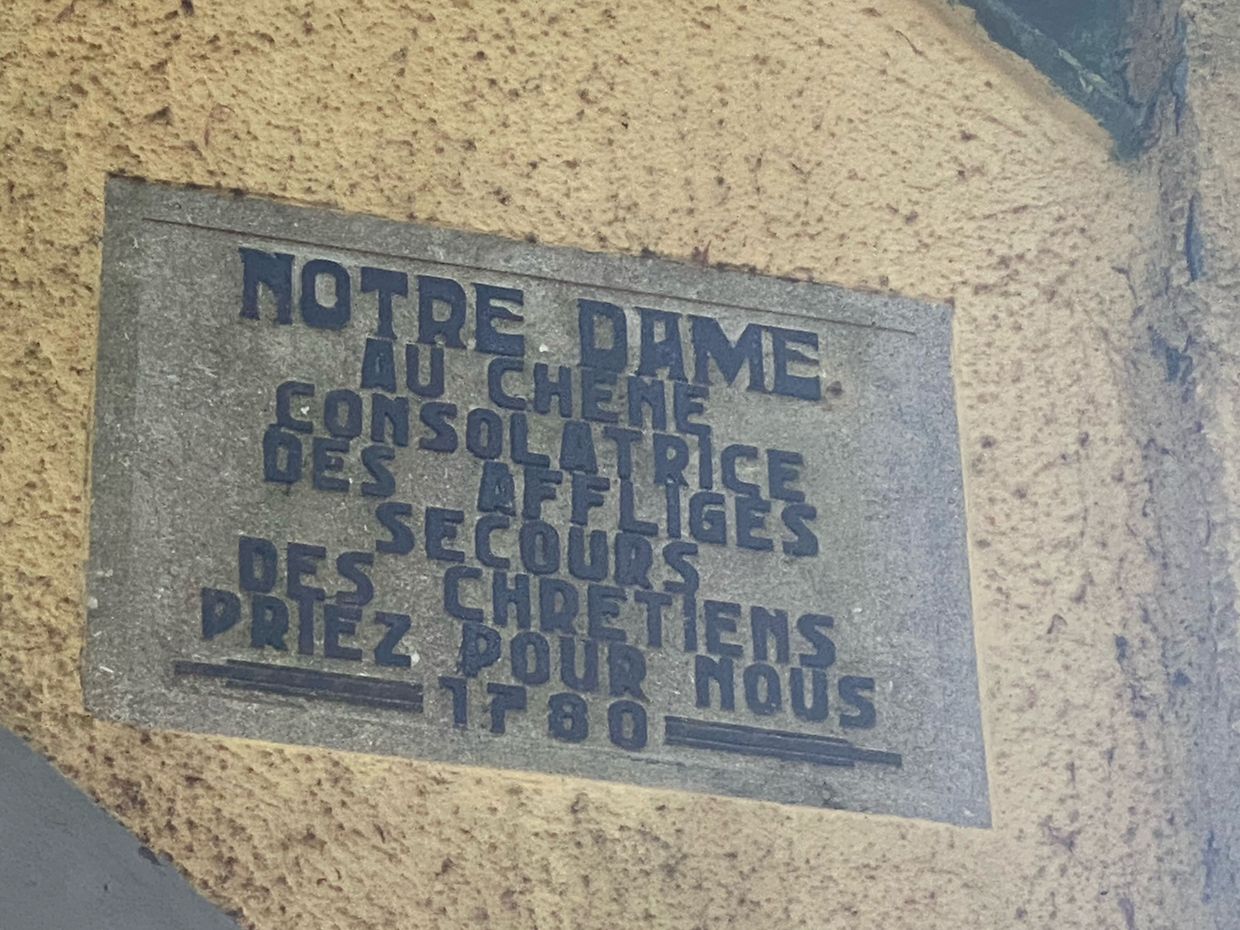 NOTRE DAME
AU CHENE
CONSOLATRICE
DES AFFLIGES
SECOURS
DES CHRETIENS
PRIEZ POUR NOUS
1780